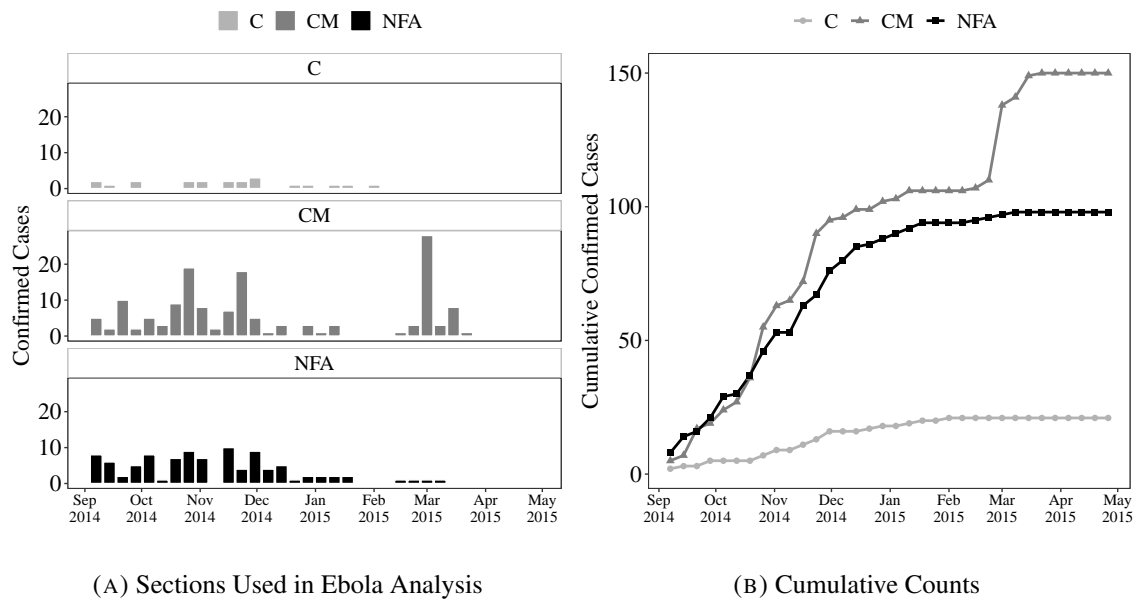 C CM NFA
C
20
10
0
CM
20
10
0
NFA
20
10
0
Confirmed Cases
Sep 2014
Oct 2014
Nov 2014
Dec 2014
Jan 2015
Feb 2015
Mar 2015
Apr 2015
May 2015
(A) Sections Used in Ebola Analysis
C CM NFA
150
100
50
0
Cumulative Confirmed Cases
Sep 2014
Oct 2014
Nov 2014
Dec 2014
Jan 2015
Feb 2015
Mar 2015
Apr 2015
May 2015
(B) Cumulative Counts